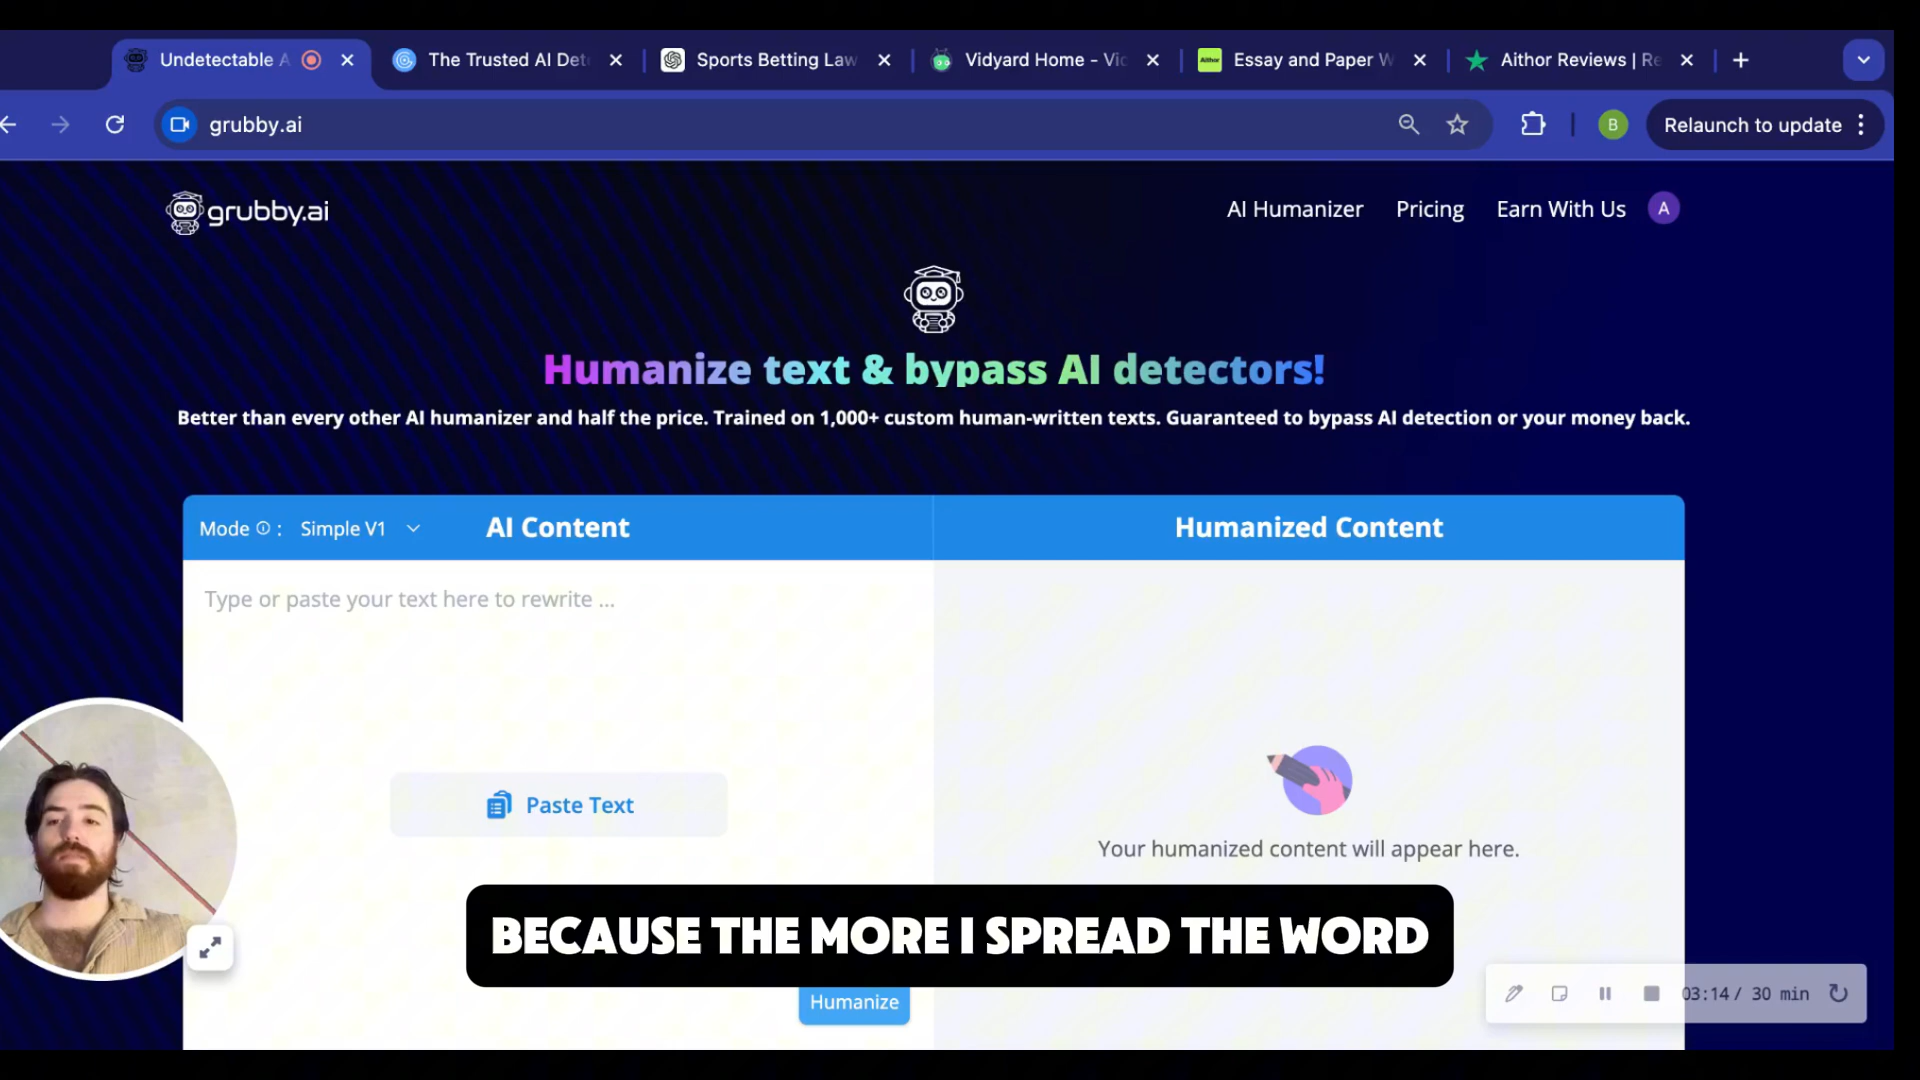 Undetectable A
The Trusted AI Det
Sports Betting Law
Vidyard Home - Vi
Essay and Paper W
Aithor Reviews | Re
grubby.ai
B
Relaunch to update
grubby.ai
AI Humanizer
Pricing
Earn With Us
A
Humanize text & bypass AI detectors!
Better than every other AI humanizer and half the price. Trained on 1,000+ custom human-written texts. Guaranteed to bypass AI detection or your money back.
Mode : Simple V1
AI Content
Humanized Content
Type or paste your text here to rewrite ...
Paste Text
Your humanized content will appear here.
BECAUSE THE MORE I SPREAD THE WORD
Humanize
03:14 / 30 min